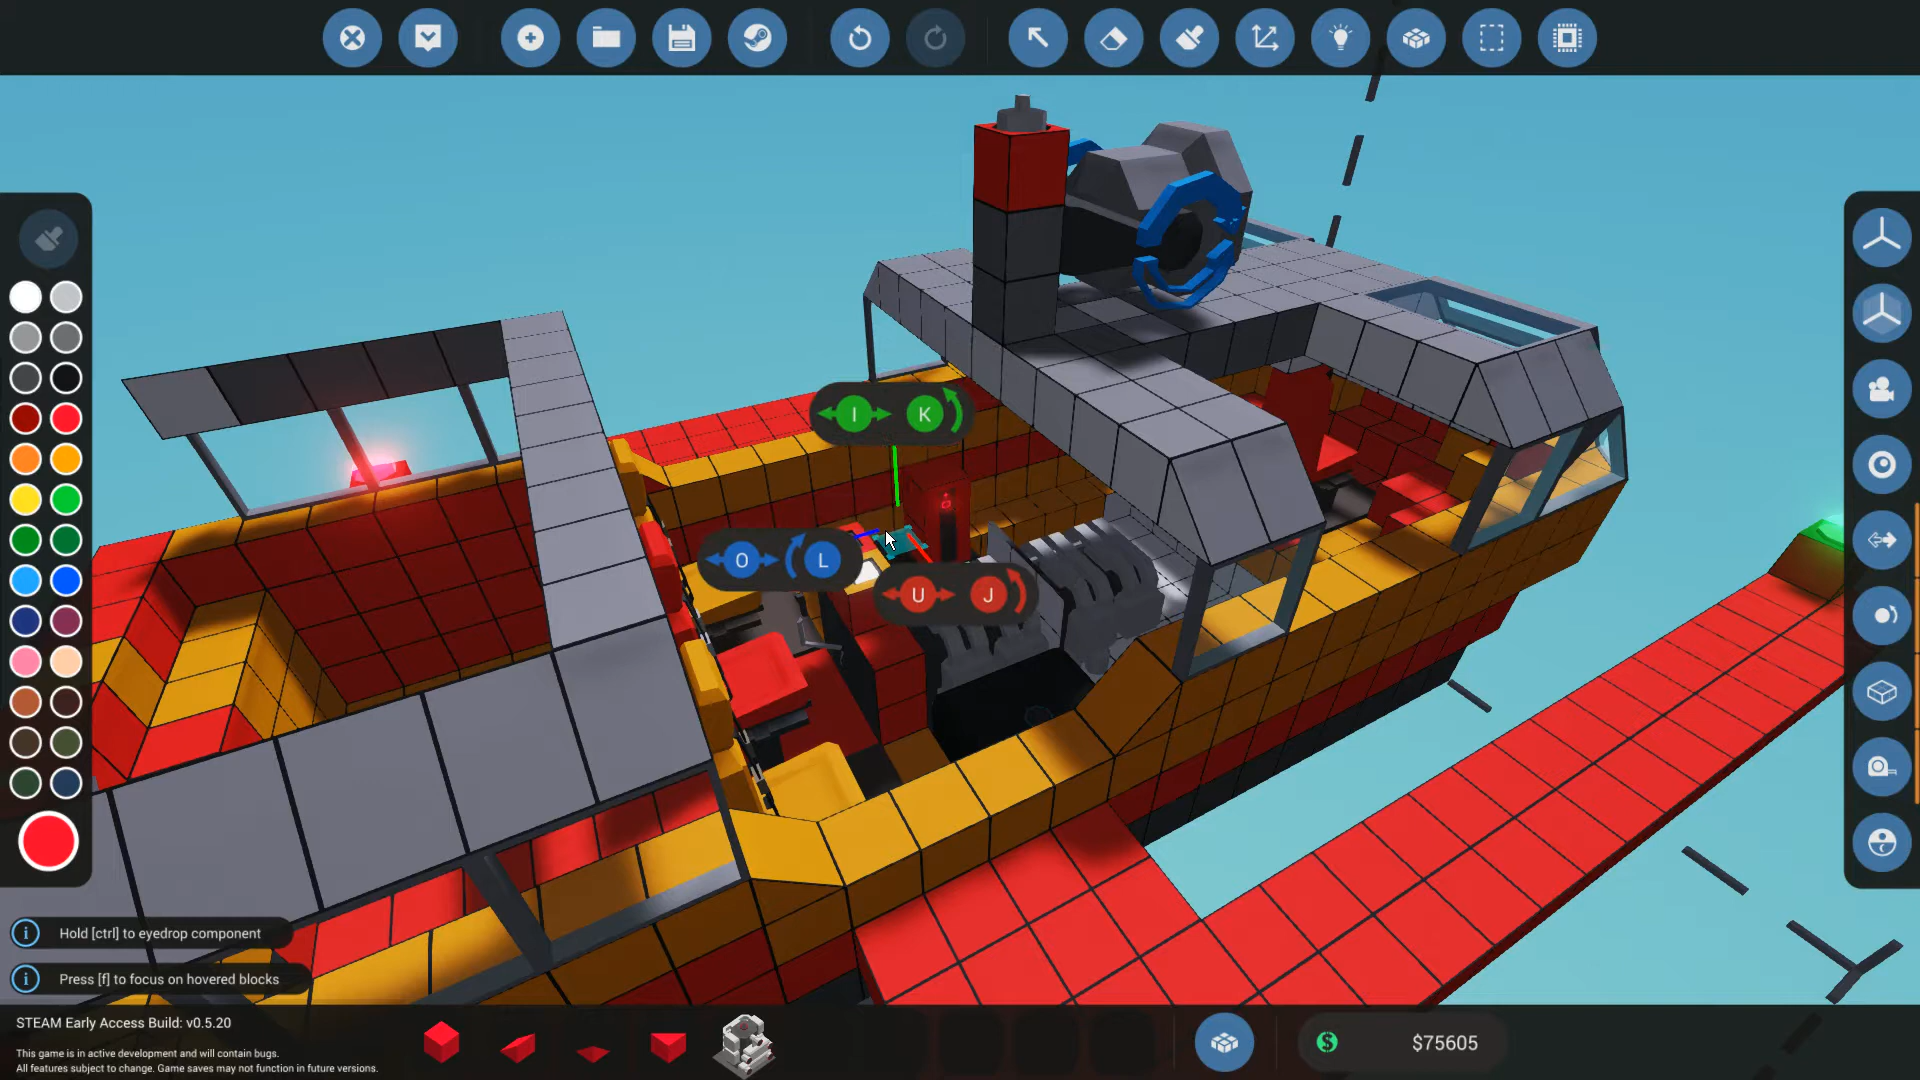 I K
O L
U J
Hold [ctrl] to eyedrop component
Press [f] to focus on hovered blocks
STEAM Early Access Build: v0.5.20
This game is in active development and will contain bugs.
All features subject to change. Game saves may not function in future versions.
$75605